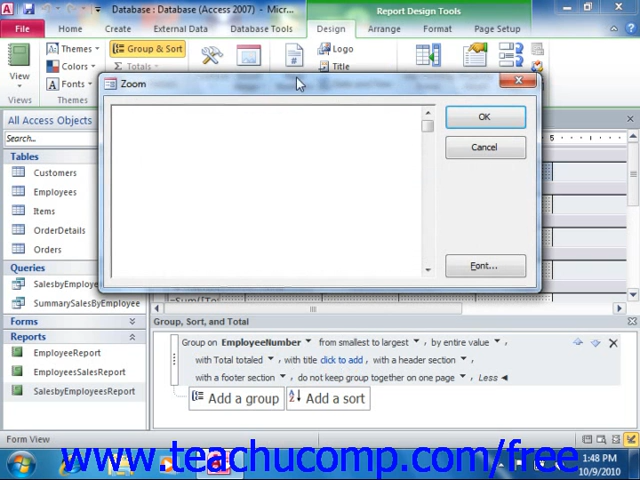 Database : Database (Access 2007) - Micr...
Report Design Tools
File Home Create External Data Database Tools Design Arrange Format Page Setup
View
Views
Themes
Colors
Fonts
Themes
Group & Sort
Totals
Logo
Title
Zoom
OK
Cancel
Font...
All Access Objects
Search...
Tables
Customers
Employees
Items
OrderDetails
Orders
Queries
SalesbyEmploye
SummarySalesByEmployee
Forms
Reports
EmployeeReport
EmployeesSalesReport
SalesbyEmployeesReport
5
Group, Sort, and Total
Group on EmployeeNumber from smallest to largest , by entire value ,
with Total totaled , with title click to add , with a header section ,
with a footer section , do not keep group together on one page , Less
Add a group Add a sort
Form View
www.teachucomp.com/free
1:48 PM
10/9/2010